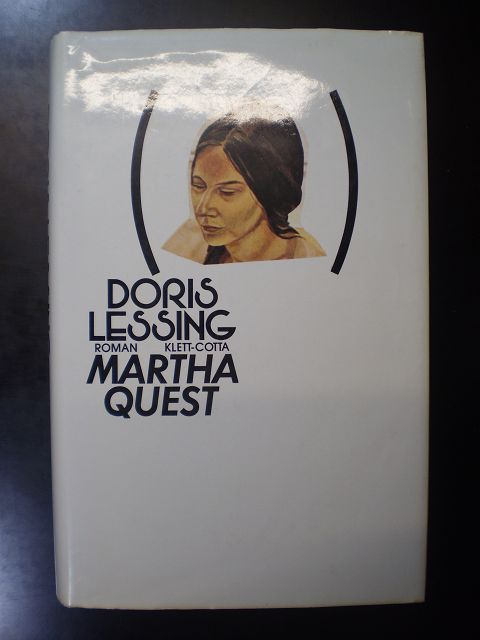 DORIS
LESSING
ROMAN KLETT-COTTA
MARTHA
QUEST